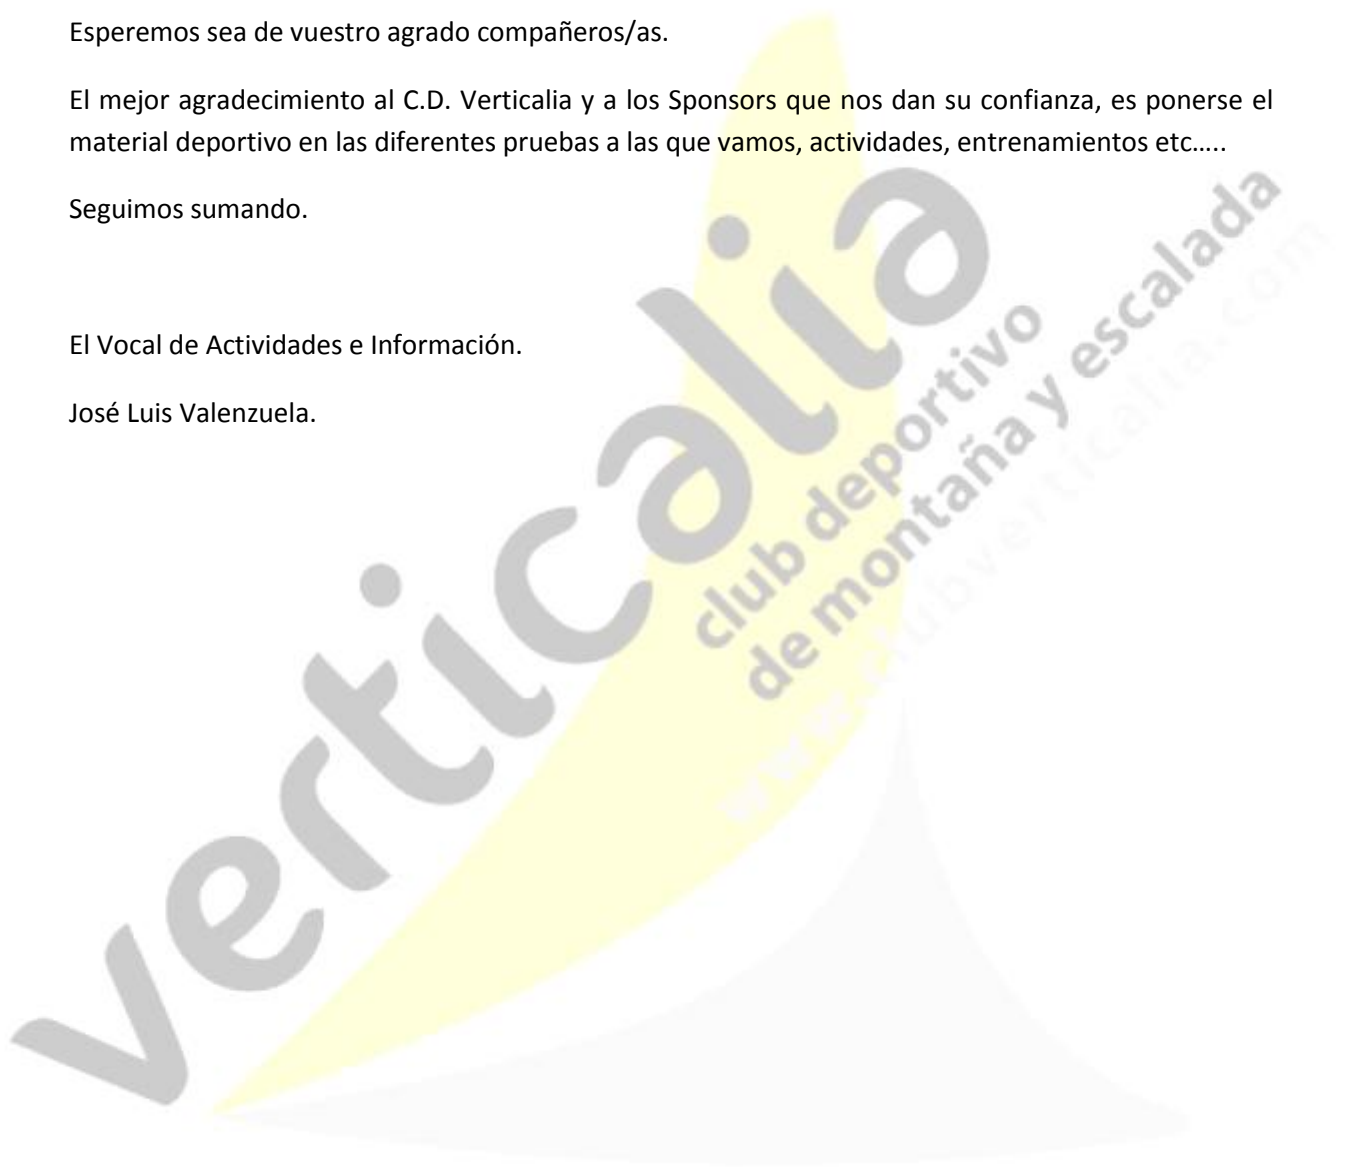 Esperemos sea de vuestro agrado compañeros/as.
El mejor agradecimiento al C.D. Verticalia y a los Sponsors que nos dan su confianza, es ponerse el
material deportivo en las diferentes pruebas a las que vamos, actividades, entrenamientos etc…..
Seguimos sumando.
El Vocal de Actividades e Información.
José Luis Valenzuela.
verticalia
club deportivo
de montaña y escalada
www.clubverticalia.com